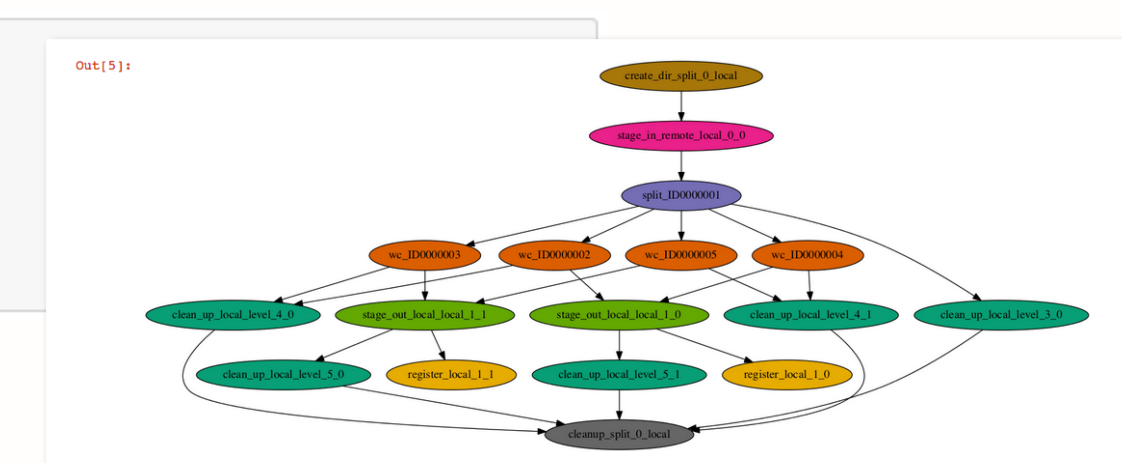 Out[5]:
create_dir_split_0_local
stage_in_remote_local_0_0
split_ID0000001
wc_ID0000003
wc_ID0000002
wc_ID0000005
wc_ID0000004
clean_up_local_level_4_0
stage_out_local_local_1_1
stage_out_local_local_1_0
clean_up_local_level_4_1
clean_up_local_level_3_0
clean_up_local_level_5_0
register_local_1_1
clean_up_local_level_5_1
register_local_1_0
cleanup_split_0_local